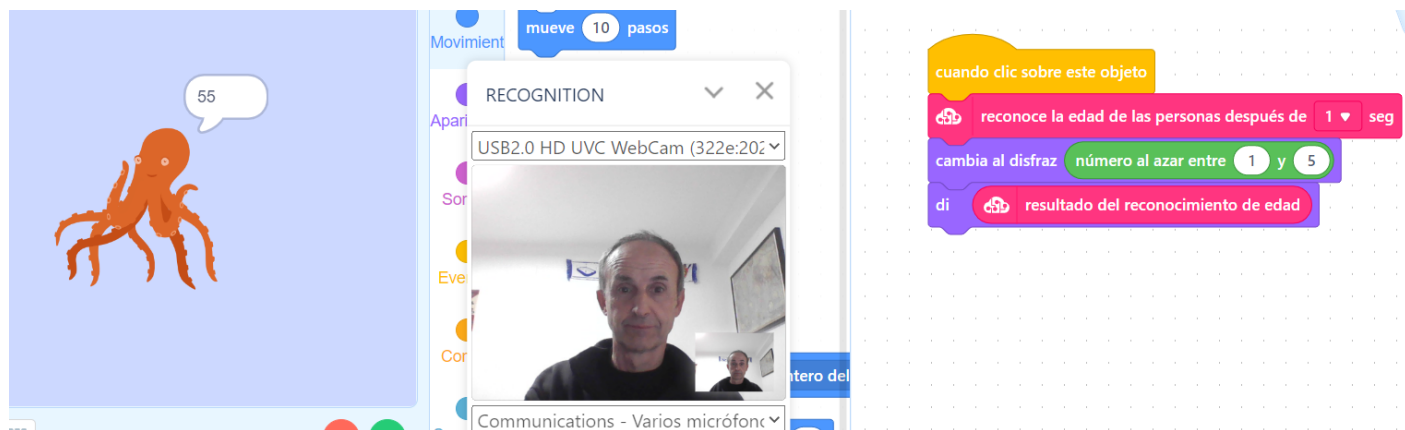 55
Movimient
mueve 10 pasos
RECOGNITION
Apari
USB2.0 HD UVC WebCam (322e:202
Sor
Eve
Cor
ntero del
Communications - Varios micrófono
cuando clic sobre este objeto
reconoce la edad de las personas después de 1 seg
cambia al disfraz número al azar entre 1 y 5
di resultado del reconocimiento de edad